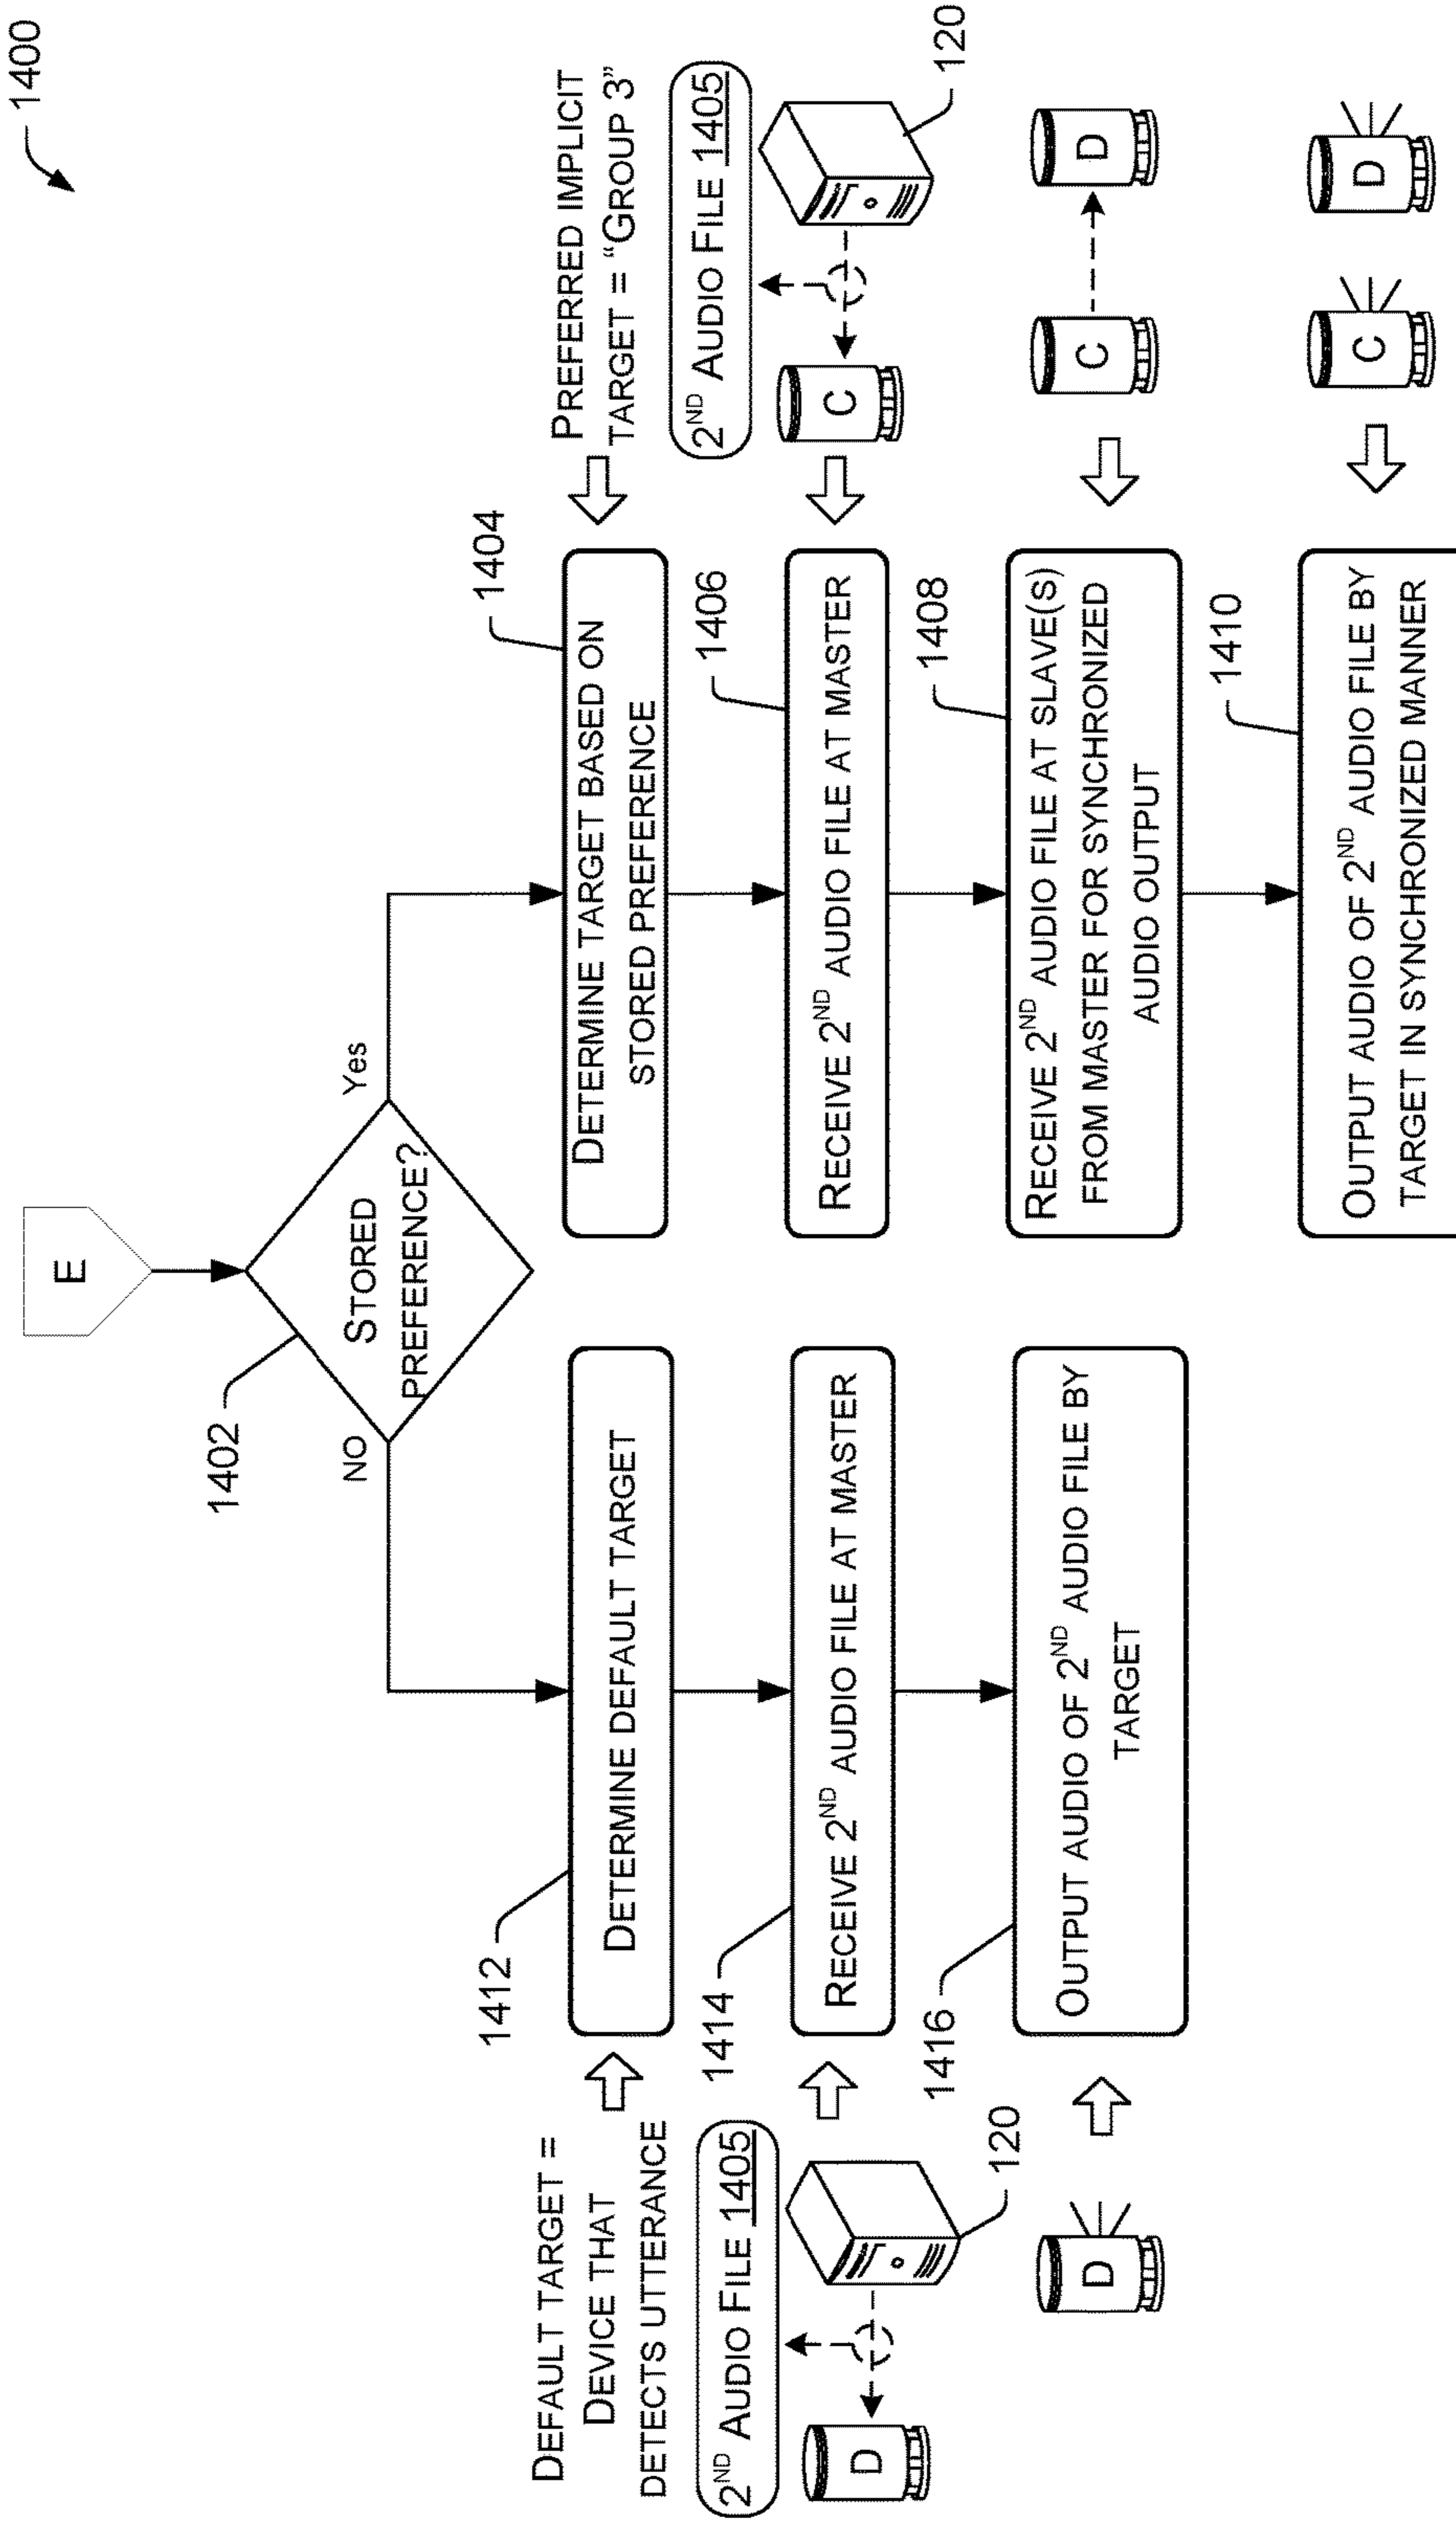 1400
E
1402
STORED
PREFERENCE?
NO
Yes
DEFAULT TARGET =
DEVICE THAT
DETECTS UTTERANCE
1412
DETERMINE DEFAULT TARGET
2ND AUDIO FILE 1405
D
120
1414
RECEIVE 2ND AUDIO FILE AT MASTER
D
1416
OUTPUT AUDIO OF 2ND AUDIO FILE BY
TARGET
1404
DETERMINE TARGET BASED ON
STORED PREFERENCE
PREFERRED IMPLICIT
TARGET = “GROUP 3”
1406
RECEIVE 2ND AUDIO FILE AT MASTER
2ND AUDIO FILE 1405
C
120
1408
RECEIVE 2ND AUDIO FILE AT SLAVE(S)
FROM MASTER FOR SYNCHRONIZED
AUDIO OUTPUT
C
D
1410
OUTPUT AUDIO OF 2ND AUDIO FILE BY
TARGET IN SYNCHRONIZED MANNER
C
D